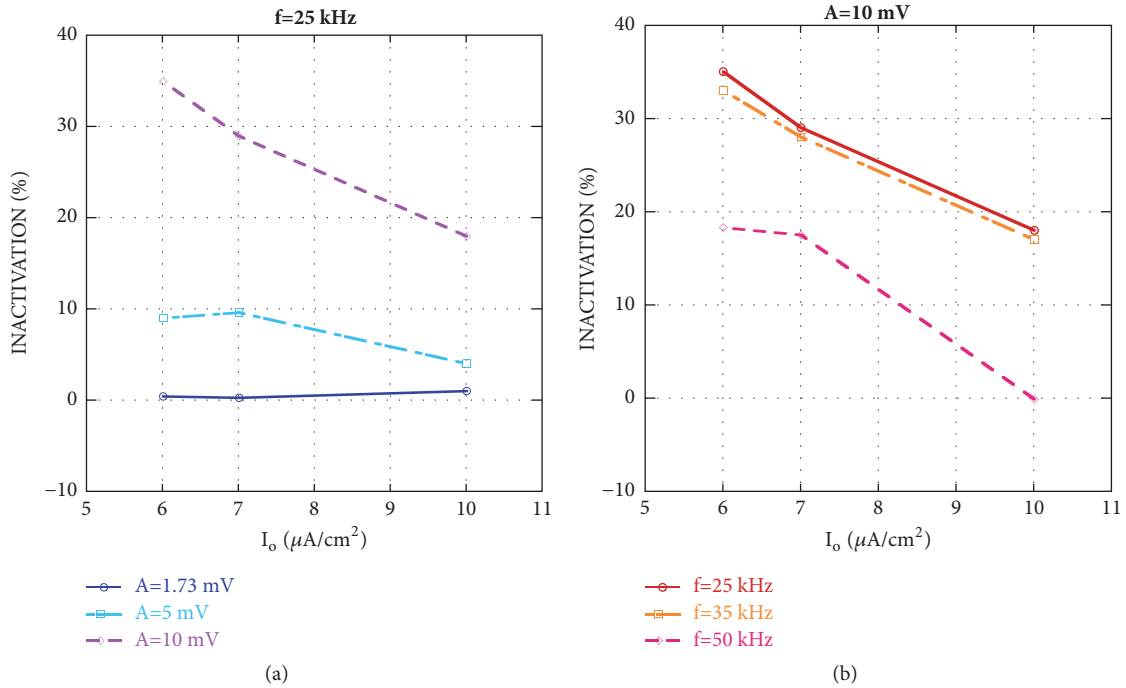 f=25 kHz
40
30
20
10
0
−10
INACTIVATION (%)
5 6 7 8 9 10 11
I₀ (μA/cm²)
A=1.73 mV
A=5 mV
A=10 mV
(a)
A=10 mV
40
30
20
10
0
−10
INACTIVATION (%)
5 6 7 8 9 10 11
I₀ (μA/cm²)
f=25 kHz
f=35 kHz
f=50 kHz
(b)